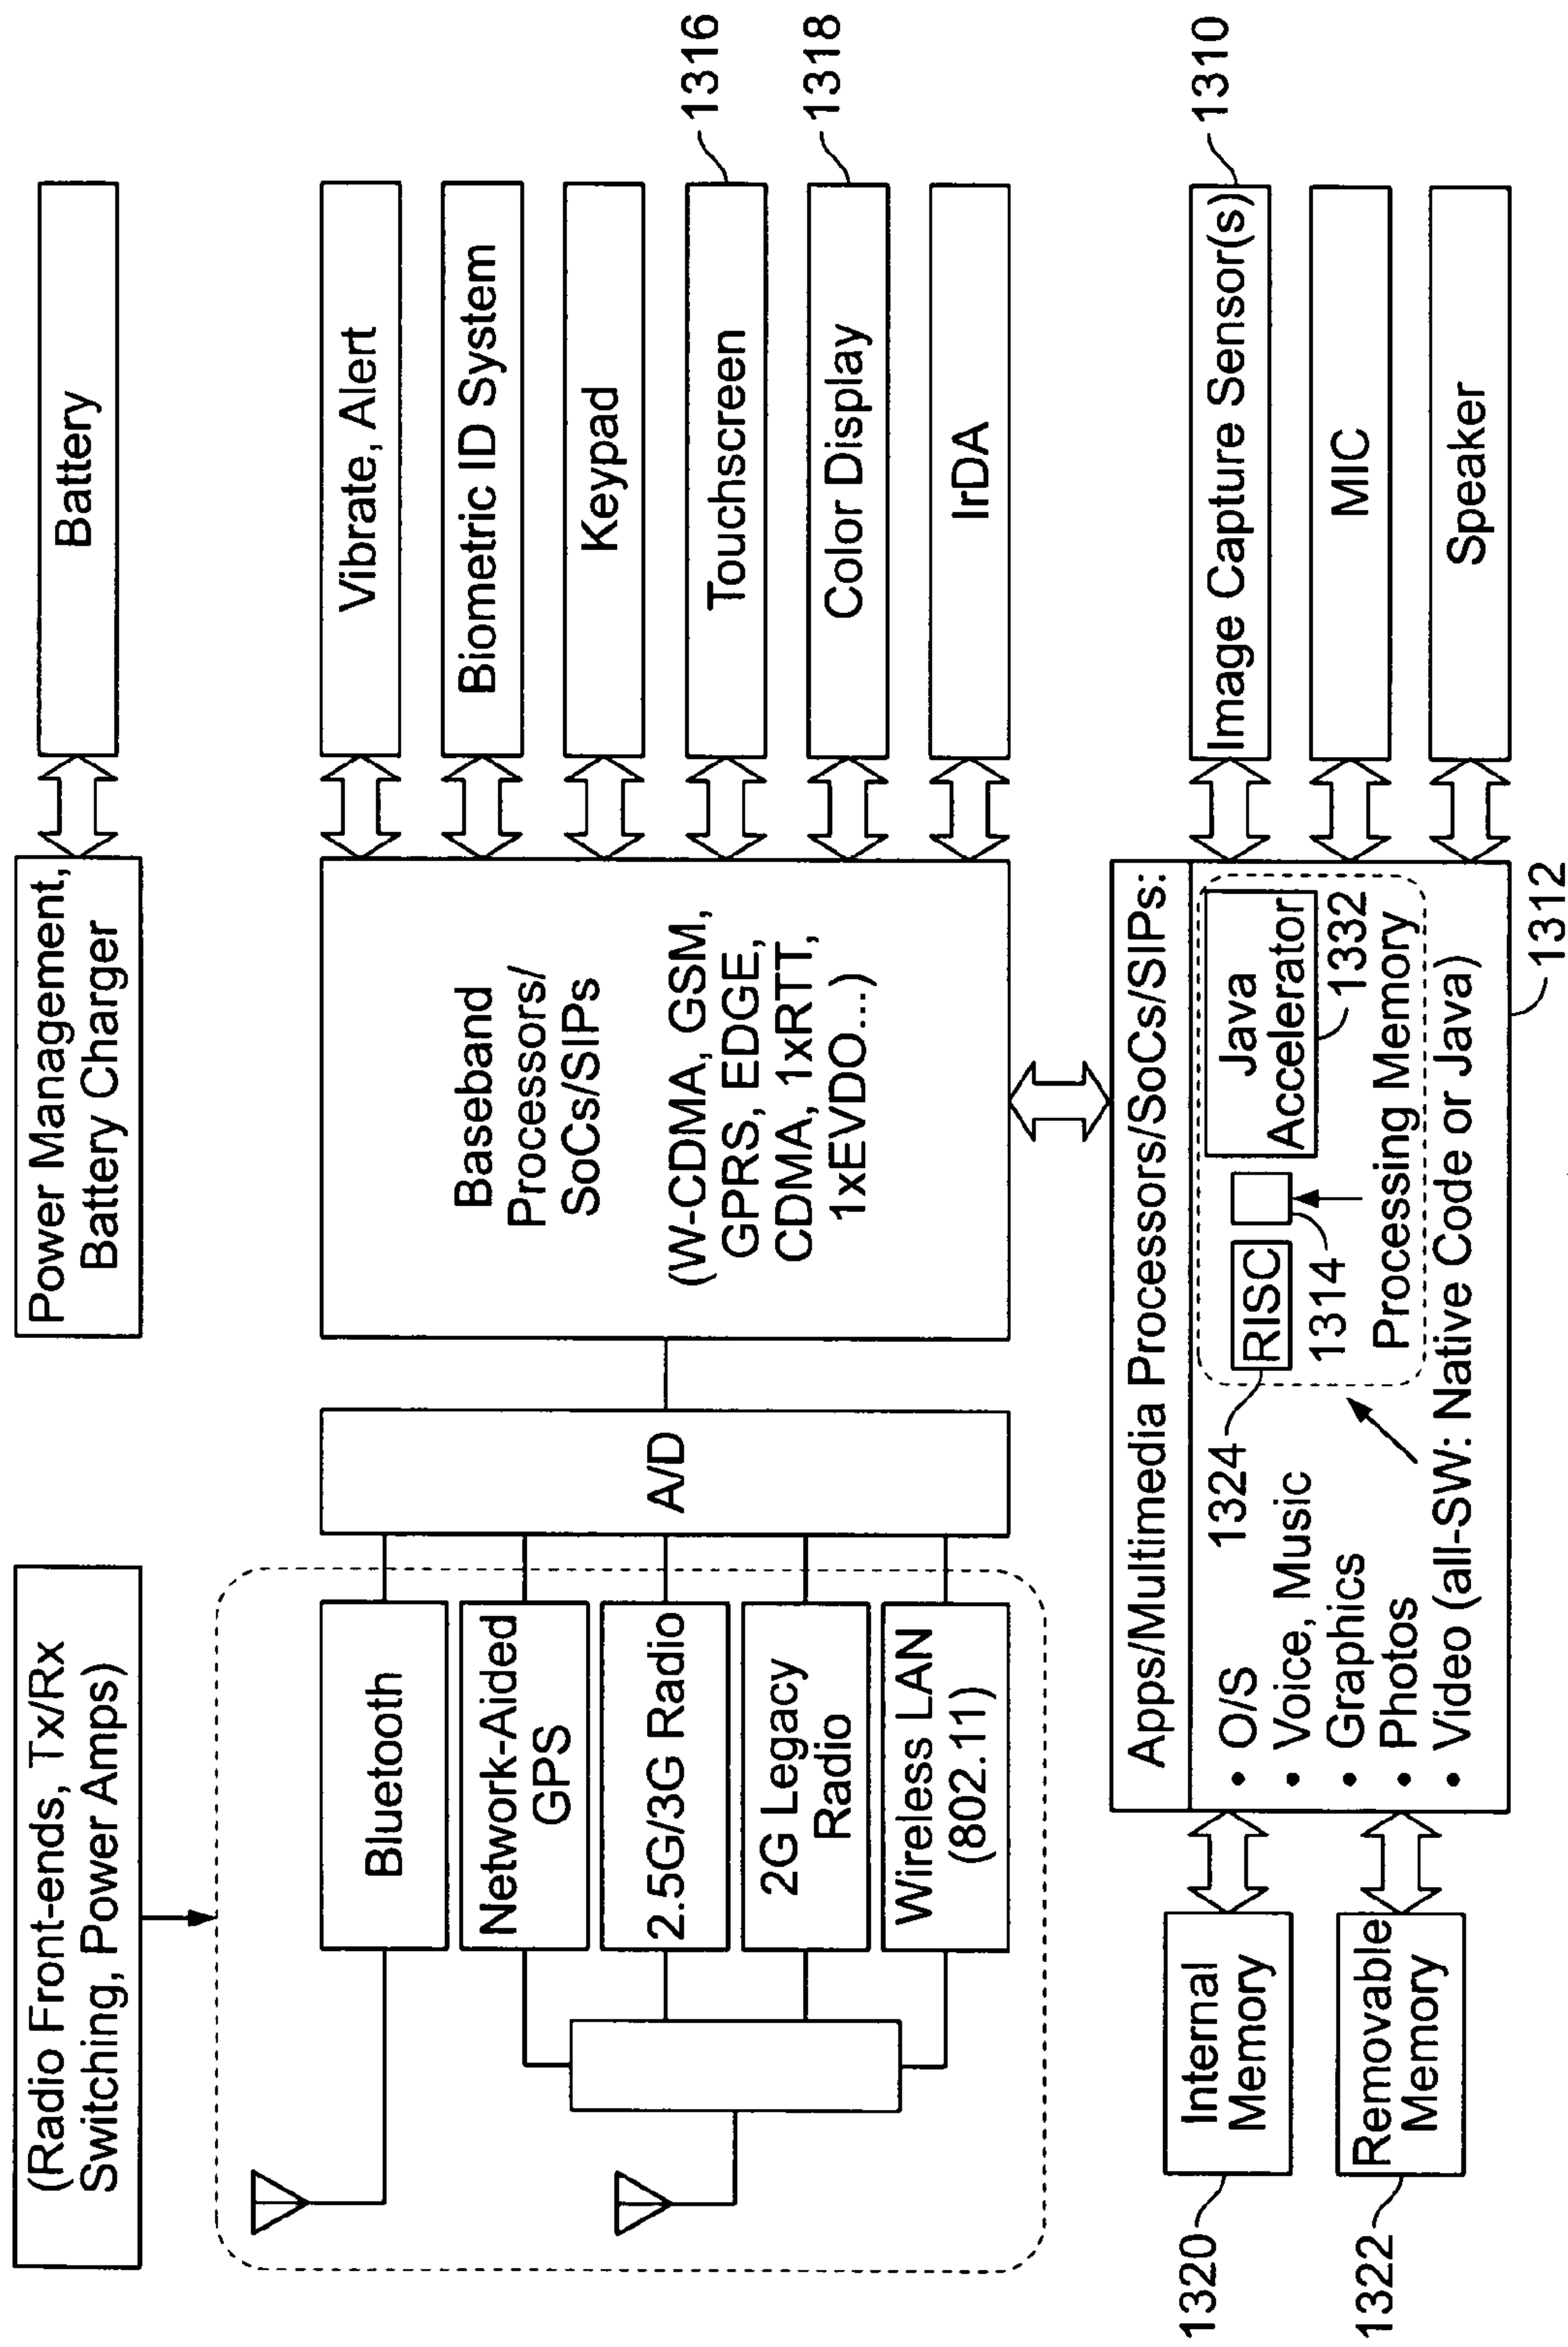 (Radio Front-ends, Tx/Rx
Switching, Power Amps)
Power Management,
Battery Charger
Battery
Bluetooth
Network-Aided
GPS
2.5G/3G Radio
2G Legacy
Radio
Wireless LAN
(802.11)
A/D
Baseband
Processors/
SoCs/SIPs
(W-CDMA, GSM,
GPRS, EDGE,
CDMA, 1xRTT,
1xEVDO...)
Vibrate, Alert
Biometric ID System
Keypad
Touchscreen
1316
Color Display
1318
IrDA
Internal
Memory
1320
Removable
Memory
1322
Apps/Multimedia Processors/SoCs/SIPs:
• O/S
• Voice, Music
• Graphics
• Photos
• Video (all-SW: Native Code or Java)
1324
RISC
1314
Java
Accelerator
1332
Processing Memory
1312
Image Capture Sensor(s)
1310
MIC
Speaker